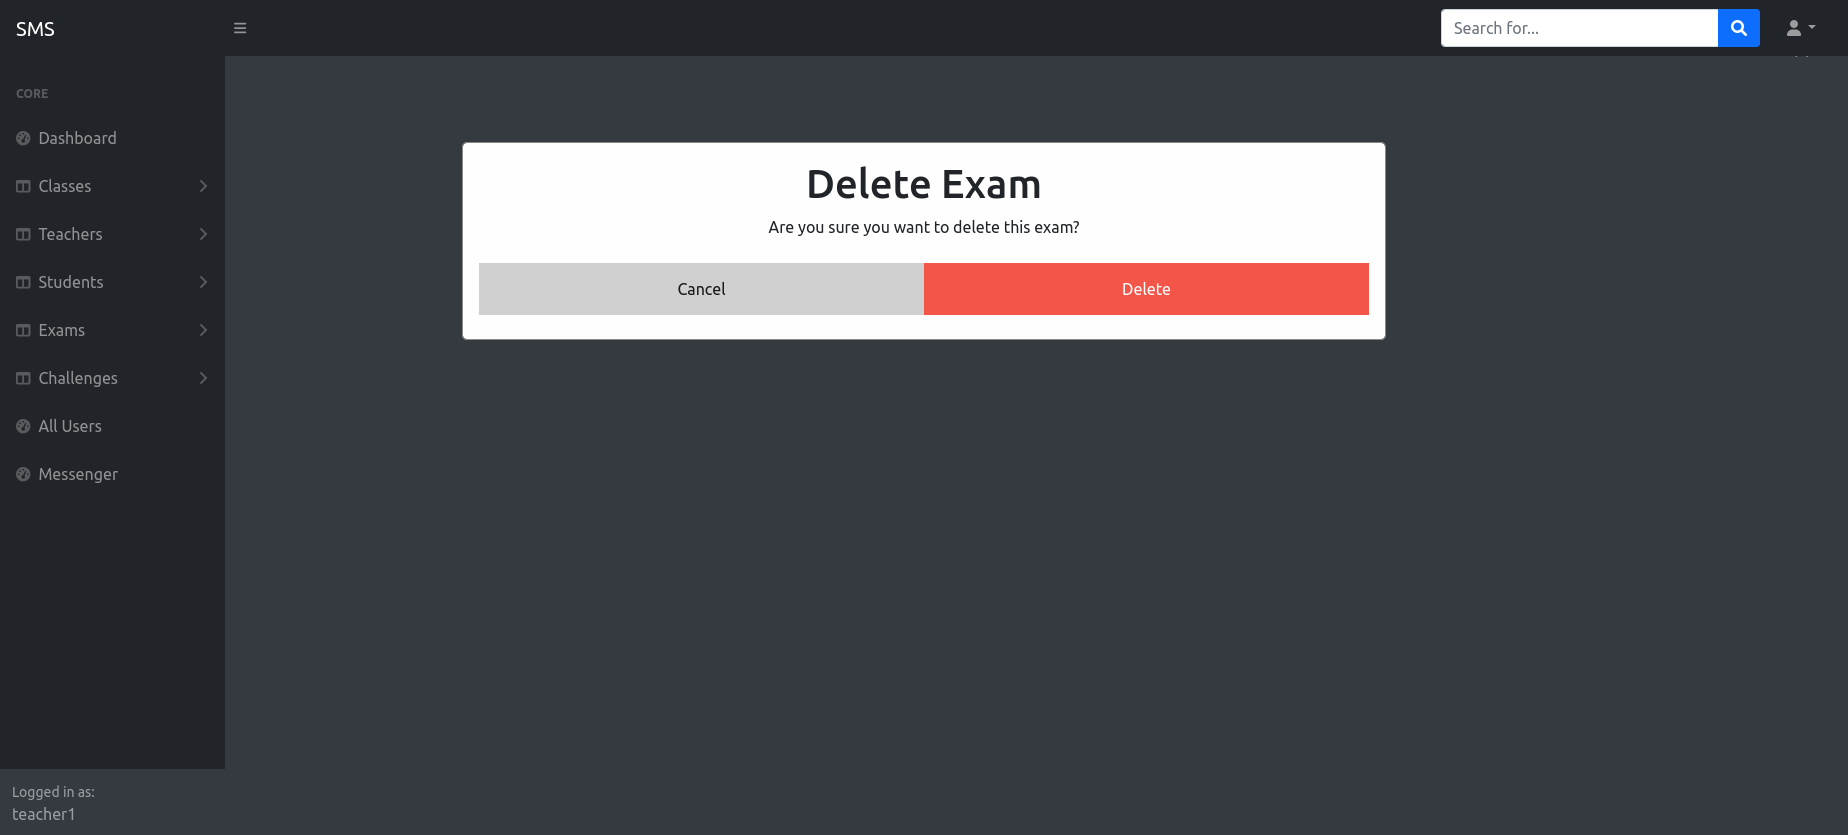 SMS
Search for...
CORE
Dashboard
Classes
Teachers
Students
Exams
Challenges
All Users
Messenger
Delete Exam
Are you sure you want to delete this exam?
Cancel
Delete
Logged in as:
teacher1